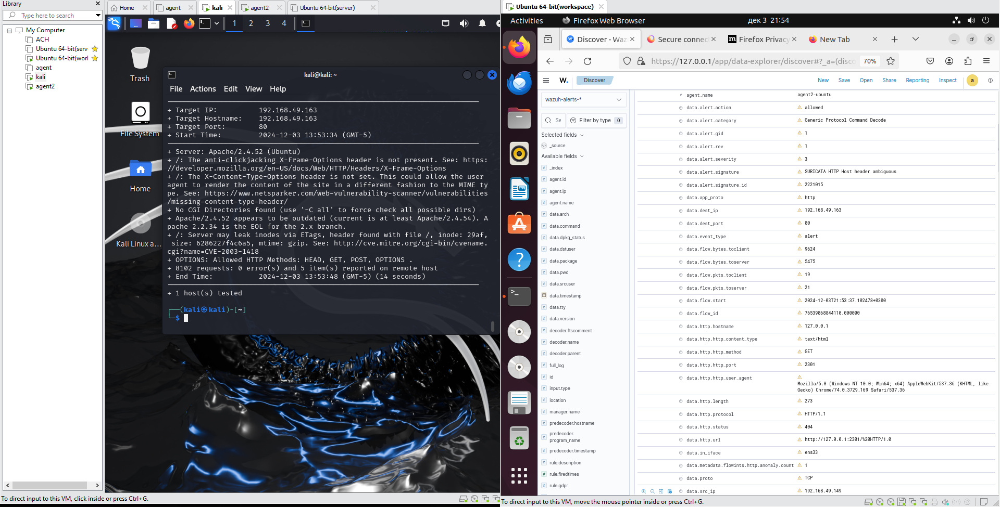 Library
Type here to search
My Computer
ACH
Ubuntu 64-bit(serv
Ubuntu 64-bit(worl
agent
kali
agent2
Home
agent
kali
agent2
Ubuntu 64-bit(server)
1 2 3 4
Trash
File System
Home
Kali Linux a...
kali@kali: ~
File Actions Edit View Help
+ Target IP: 192.168.49.163
+ Target Hostname: 192.168.49.163
+ Target Port: 80
+ Start Time: 2024-12-03 13:53:34 (GMT-5)
+ Server: Apache/2.4.52 (Ubuntu)
+ /: The anti-clickjacking X-Frame-Options header is not present. See: https:
//developer.mozilla.org/en-US/docs/Web/HTTP/Headers/X-Frame-Options
+ /: The X-Content-Type-Options header is not set. This could allow the user
agent to render the content of the site in a different fashion to the MIME ty
pe. See: https://www.netsparker.com/web-vulnerability-scanner/vulnerabilities
/missing-content-type-header/
+ No CGI Directories found (use '-C all' to force check all possible dirs)
+ Apache/2.4.52 appears to be outdated (current is at least Apache/2.4.54). A
pache 2.2.34 is the EOL for the 2.x branch.
+ /: Server may leak inodes via ETags, header found with file /, inode: 29af,
size: 6286227f4c6a5, mtime: gzip. See: http://cve.mitre.org/cgi-bin/cvename.
cgi?name=CVE-2003-1418
+ OPTIONS: Allowed HTTP Methods: HEAD, GET, POST, OPTIONS .
+ 8102 requests: 0 error(s) and 5 item(s) reported on remote host
+ End Time: 2024-12-03 13:53:48 (GMT-5) (14 seconds)
+ 1 host(s) tested
(kali㉿kali)-[~]
$
To direct input to this VM, click inside or press Ctrl+G.
Ubuntu 64-bit(workspace)
Activities
Firefox Web Browser
дек 3 21:54
Discover - Waz
Secure connec
Firefox Privacy
New Tab
https://127.0.0.1/app/data-explorer/discover#?_a=(disc
70%
W.
Discover
New Save Open Share Reporting Inspect
a
wazuh-alerts-*
Se
Filter by type 0
Selected fields
_source
Available fields
_index
agent.id
agent.ip
agent.name
data.arch
data.command
data.dpkg_status
data.dstuser
data.package
data.pwd
data.srcuser
data.timestamp
data.tty
data.version
decoder.ftscomment
decoder.name
decoder.parent
full_log
id
input.type
location
manager.name
predecoder.hostname
predecoder.
program_name
predecoder.timestamp
rule.description
rule.firedtimes
rule.gdpr
agent.name agent2-ubuntu
data.alert.action allowed
data.alert.category Generic Protocol Command Decode
data.alert.gid 1
data.alert.rev 1
data.alert.severity 3
data.alert.signature SURICATA HTTP Host header ambiguous
data.alert.signature_id 2221015
data.app_proto http
data.dest_ip 192.168.49.163
data.dest_port 80
data.event_type alert
data.flow.bytes_toclient 9624
data.flow.bytes_toserver 5475
data.flow.pkts_toclient 19
data.flow.pkts_toserver 21
data.flow.start 2024-12-03T21:53:37.102478+0300
data.flow_id 76539868844110.000000
data.http.hostname 127.0.0.1
data.http.http_content_type text/html
data.http.http_method GET
data.http.http_port 2301
data.http.http_user_agent
Mozilla/5.0 (Windows NT 10.0; Win64; x64) AppleWebKit/537.36 (KHTML, like
Gecko) Chrome/74.0.3729.169 Safari/537.36
data.http.length 273
data.http.protocol HTTP/1.1
data.http.status 404
data.http.url http://127.0.0.1:2301/%20HTTP/1.0
data.in_iface ens33
data.metadata.flowints.http.anomaly.count 1
data.proto TCP
data.src_ip 192.168.49.149
To direct input to this VM, move the mouse pointer inside or press Ctrl+G.